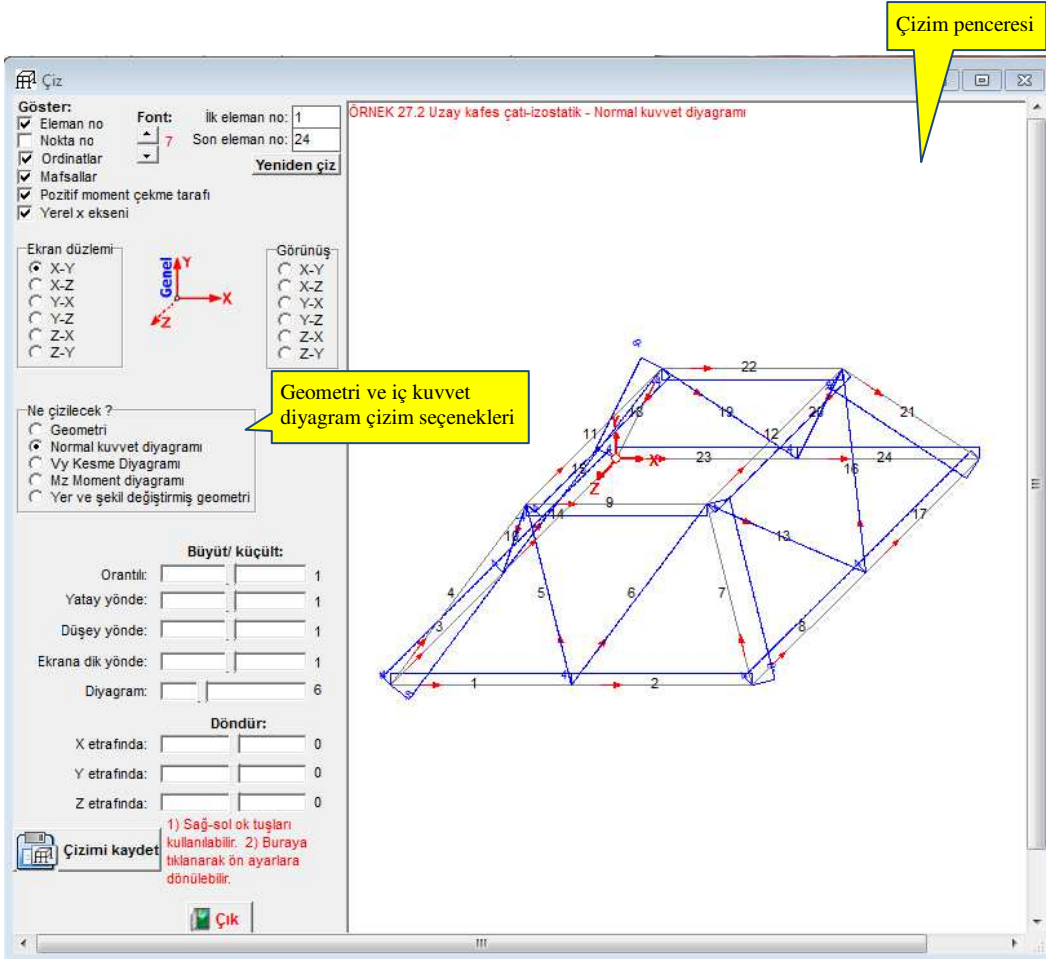 Çizim penceresi
Çiz
Göster:
Eleman no
Nokta no
Ordinatlar
Mafsallar
Pozitif moment çekme tarafı
Yerel x ekseni
Font:
7
İlk eleman no: 1
Son eleman no: 24
Yeniden çiz
Ekran düzlemi
X-Y
X-Z
Y-X
Y-Z
Z-X
Z-Y
Genel
Y
X
Z
Görünüş
X-Y
X-Z
Y-X
Y-Z
Z-X
Z-Y
Geometri ve iç kuvvet
diyagram çizim seçenekleri
Ne çizilecek ?
Geometri
Normal kuvvet diyagramı
Vy Kesme Diyagramı
Mz Moment diyagramı
Yer ve şekil değiştirmiş geometri
Büyüt/ küçült:
Orantılı: 1
Yatay yönde: 1
Düşey yönde: 1
Ekrana dik yönde: 1
Diyagram: 6
Döndür:
X etrafında: 0
Y etrafında: 0
Z etrafında: 0
Çizimi kaydet
1) Sağ-sol ok tuşları
kullanılabilir. 2) Buraya
tıklanarak ön ayarlara
dönülebilir.
Çık
ÖRNEK 27.2 Uzay kafes çatı-izostatik - Normal kuvvet diyagramı
22
18
19
20
21
11
12
Y
X
Z
23
24
15
16
9
14
17
10
13
4
5
6
7
3
8
1
2